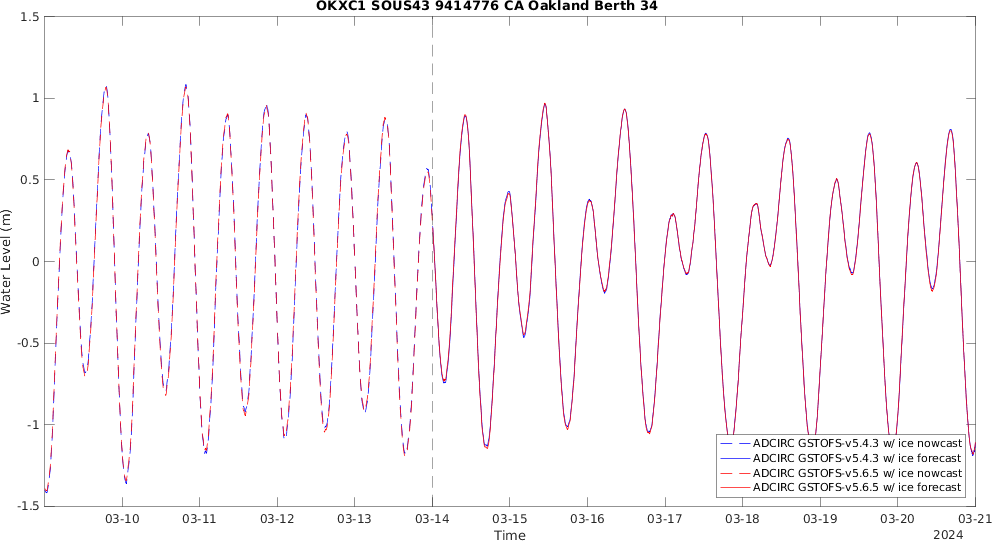 OKXC1 SOUS43 9414776 CA Oakland Berth 34
1.5
1
0.5
0
-0.5
-1
-1.5
Water Level (m)
03-10 03-11 03-12 03-13 03-14 03-15 03-16 03-17 03-18 03-19 03-20 03-21
Time
2024
ADCIRC GSTOFS-v5.4.3 w/ ice nowcast
ADCIRC GSTOFS-v5.4.3 w/ ice forecast
ADCIRC GSTOFS-v5.6.5 w/ ice nowcast
ADCIRC GSTOFS-v5.6.5 w/ ice forecast